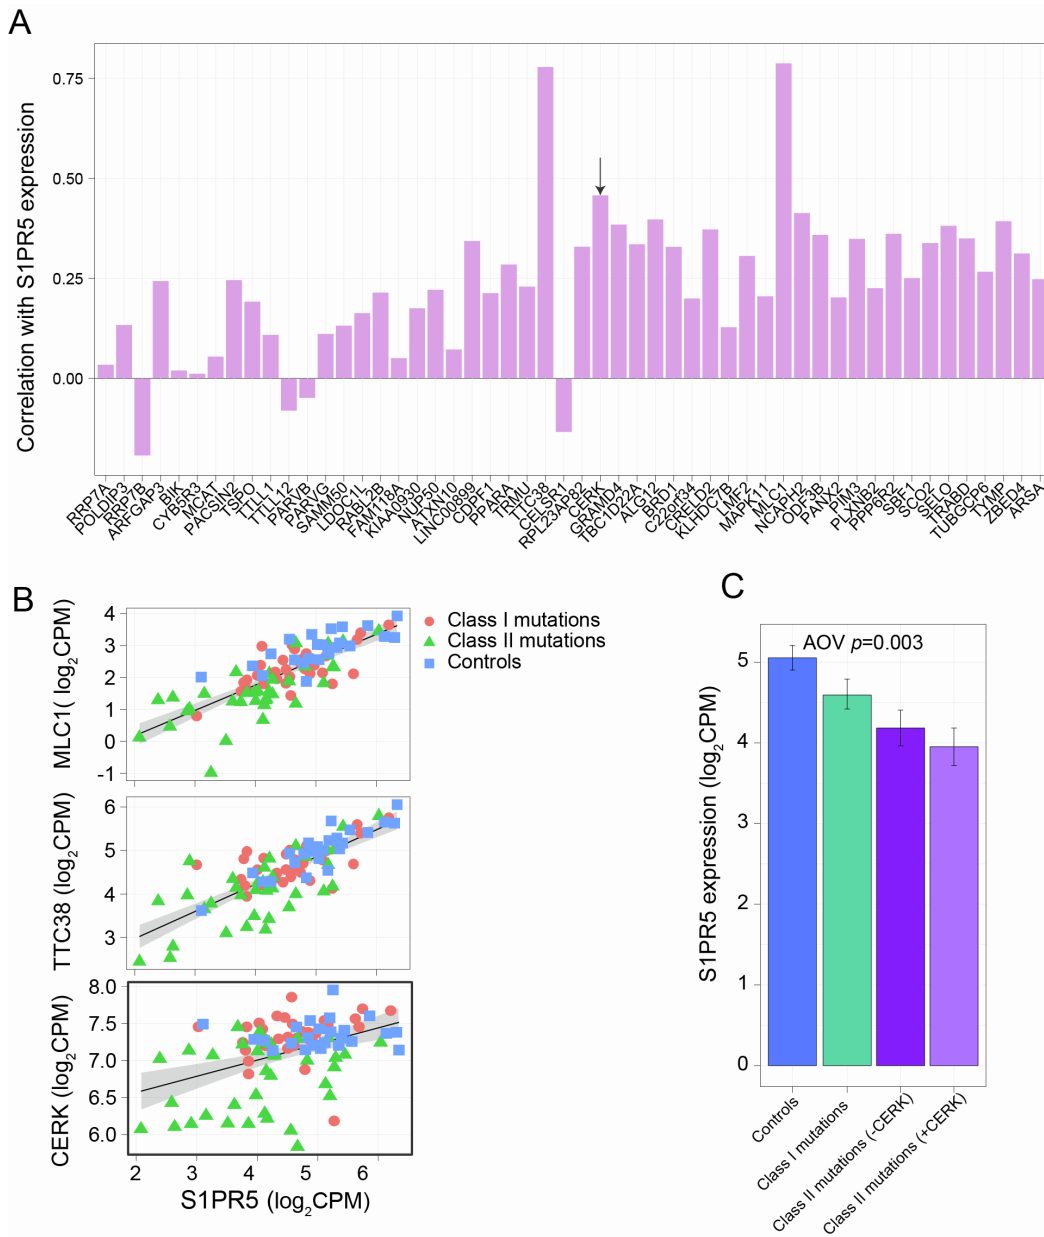 A
Correlation with S1PR5 expression
0.75
0.50
0.25
0.00
RRP7A
POLDIP3
RRP7B
ARFGAP3
BIK
CYB5R3
MCAT
PACSIN2
TSPO
TTLL1
TTLL12
PARVB
PARVG
SAMM50
LDOC1L
RABL2B
FAM118A
KIAA0930
NUP50
ATXN10
LINC00899
CDPF1
PPARA
TRMU
TTC38
CELSR1
RPL23AP82
CERK
GRAMD4
TBC1D22A
ALG12
BRD1
C22orf34
CRELD2
KLHDC7B
LMF2
MAPK11
MLC1
NCAPH2
ODF3B
PANX2
PIM3
PLXNB2
PPP6R2
SBF1
SCO2
SELO
TRABD
TUBGCP6
TYMP
ZBED4
ARSA
B
MLC1( log2CPM)
4
3
2
1
0
-1
Class I mutations
Class II mutations
Controls
TTC38 (log2CPM)
6
5
4
3
CERK (log2CPM)
8.0
7.5
7.0
6.5
6.0
2 3 4 5 6
S1PR5 (log2CPM)
C
AOV p=0.003
S1PR5 expression (log2CPM)
5
4
3
2
1
0
Controls
Class I mutations
Class II mutations (-CERK)
Class II mutations (+CERK)